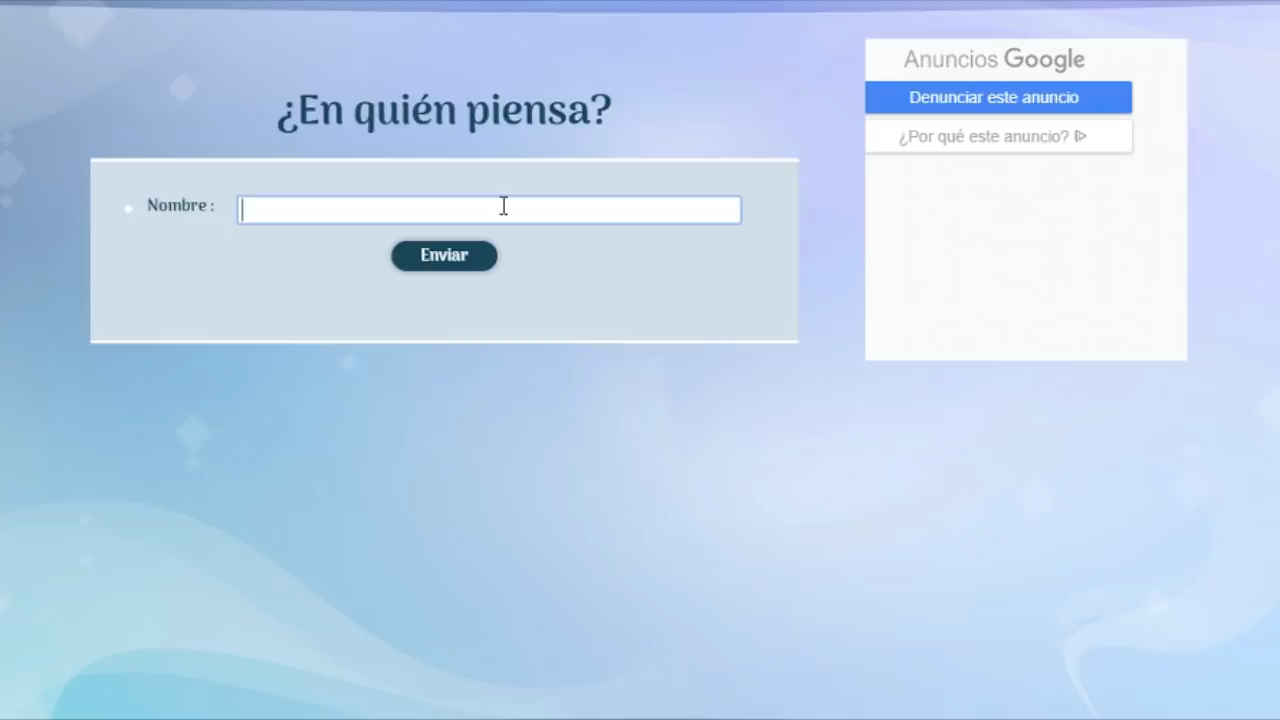 ¿En quién piensa?
Nombre :
Enviar
Anuncios Google
Denunciar este anuncio
¿Por qué este anuncio?